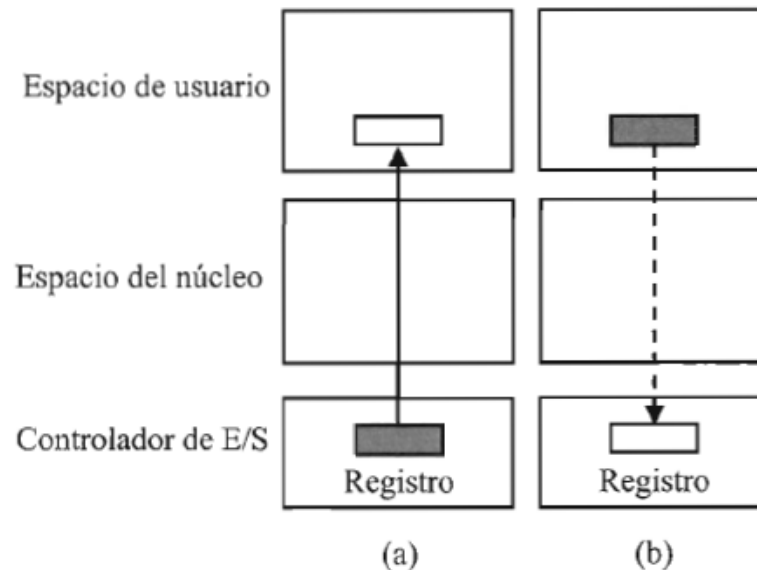 Espacio de usuario
Espacio del núcleo
Controlador de E/S
Registro
Registro
(a)
(b)